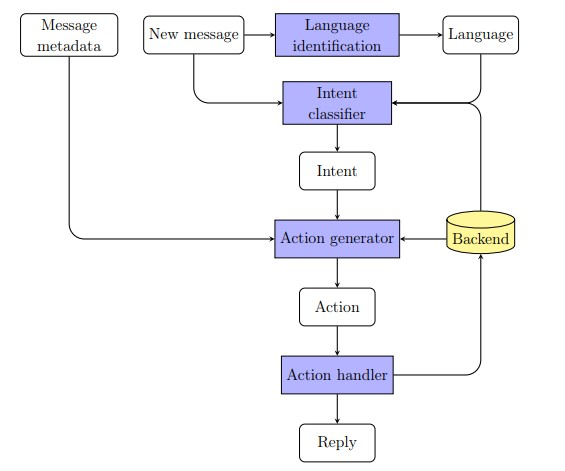 Message
metadata
New message
Language
identification
Language
Intent
classifier
Intent
Action generator
Backend
Action
Action handler
Reply